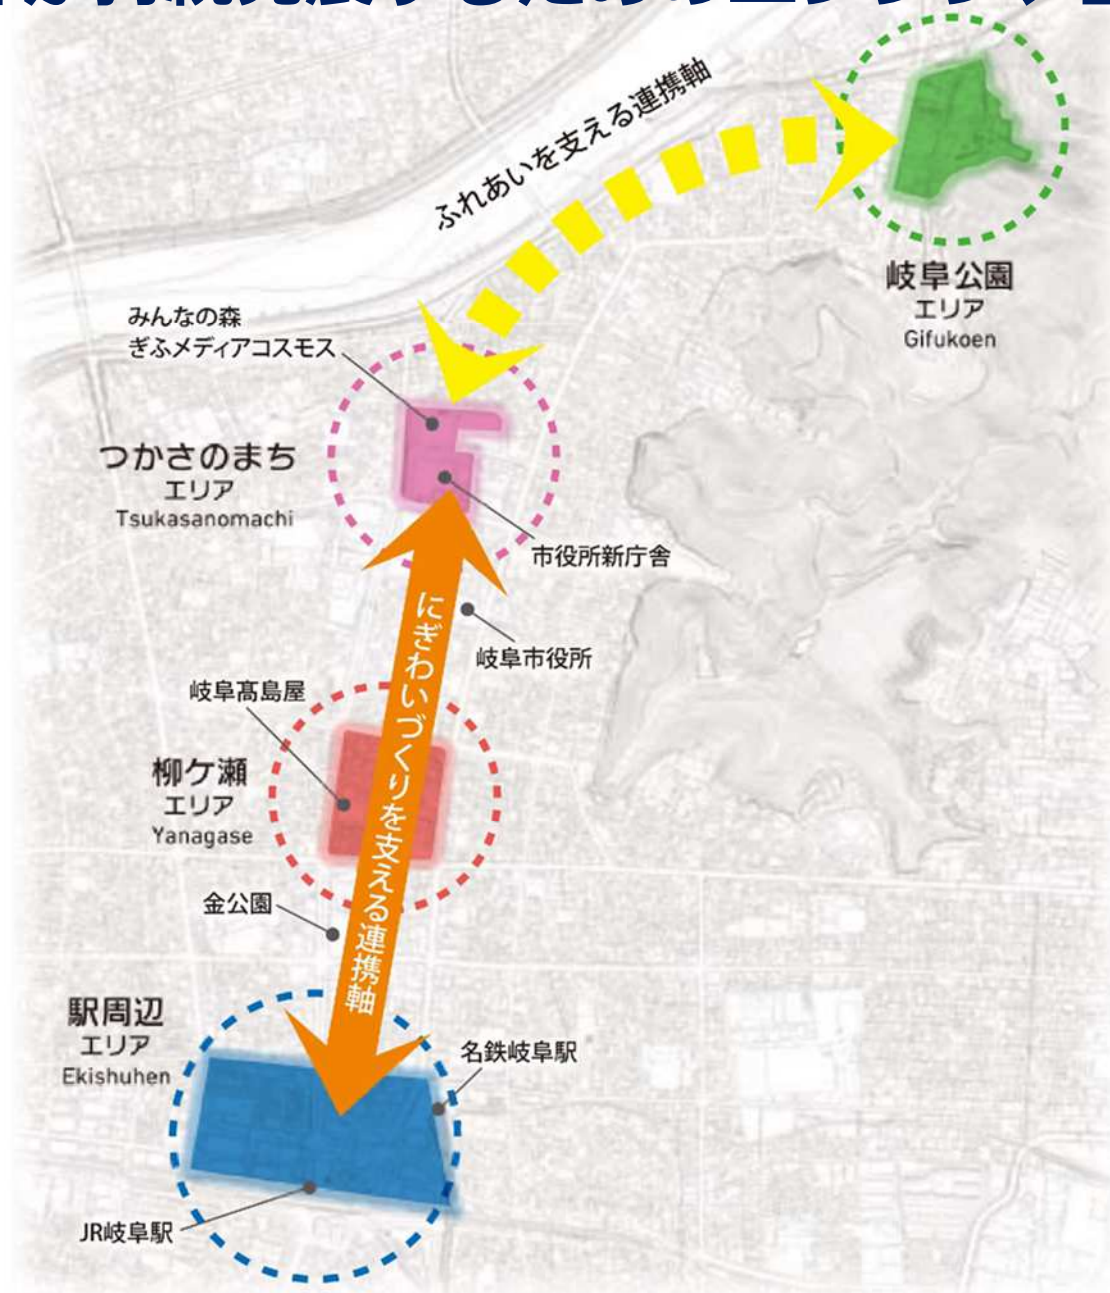 ふれあいを支える連携軸
岐阜公園
エリア
Gifukoen
みんなの森
ぎふメディアコスモス
つかさのまち
エリア
Tsukasanomachi
市役所新庁舎
岐阜市役所
にぎわいづくりを支える連携軸
岐阜髙島屋
柳ケ瀬
エリア
Yanagase
金公園
駅周辺
エリア
Ekishuhen
名鉄岐阜駅
JR岐阜駅